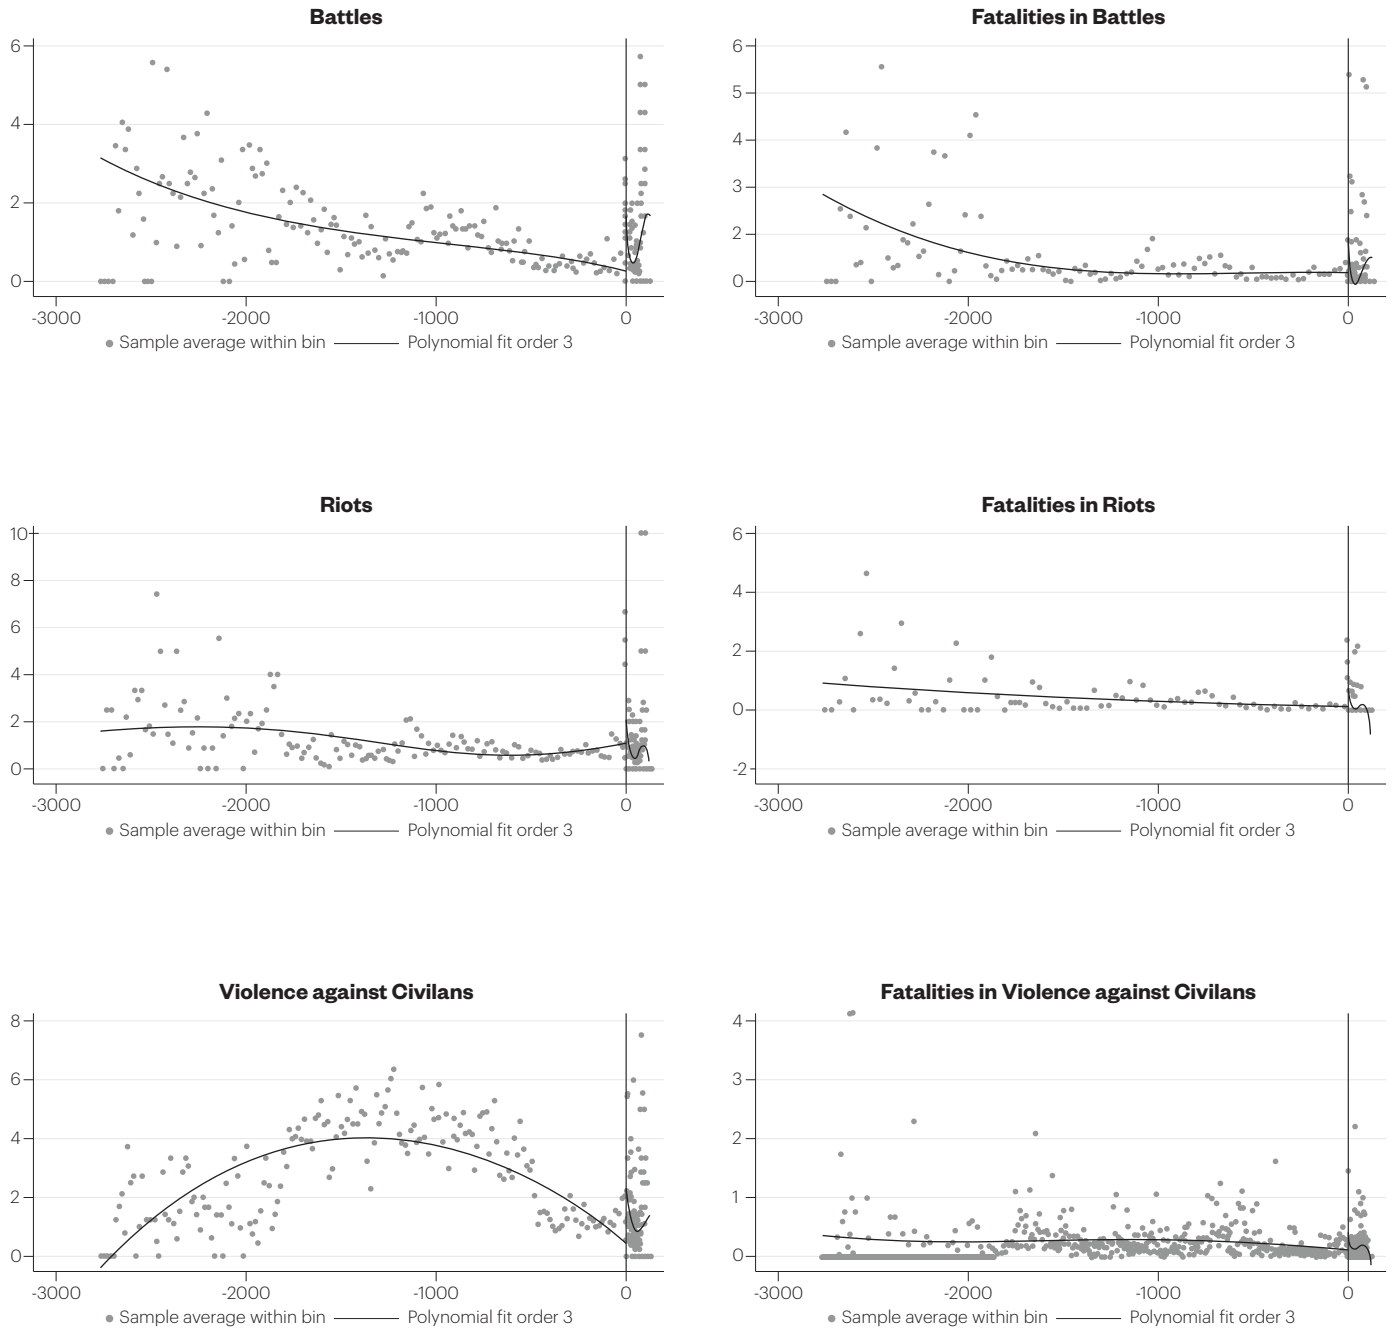 Battles
6
4
2
0
-3000 -2000 -1000 0
Sample average within bin Polynomial fit order 3
Fatalities in Battles
6
5
4
3
2
0
-3000 -2000 -1000 0
Sample average within bin Polynomial fit order 3
Riots
10
8
6
4
2
0
-3000 -2000 -1000 0
Sample average within bin Polynomial fit order 3
Fatalities in Riots
6
4
2
0
-2
-3000 -2000 -1000 0
Sample average within bin Polynomial fit order 3
Violence against Civilans
8
6
4
2
0
-3000 -2000 -1000 0
Sample average within bin Polynomial fit order 3
Fatalities in Violence against Civilans
4
3
2
1
0
-3000 -2000 -1000 0
Sample average within bin Polynomial fit order 3